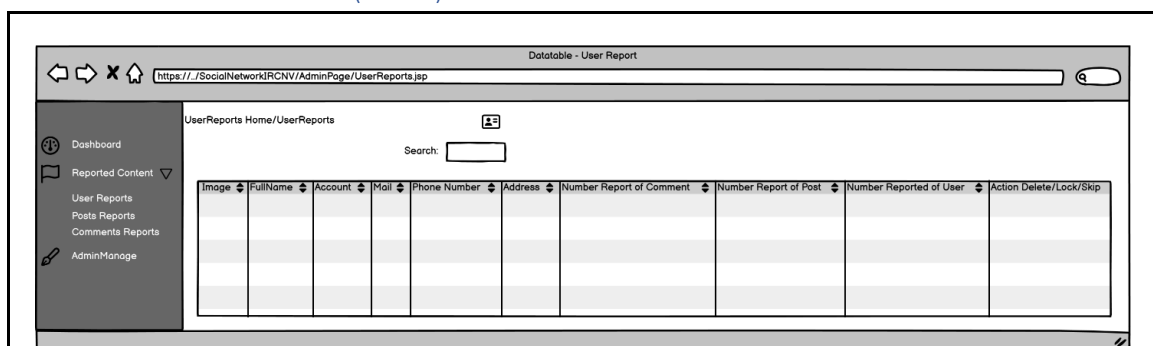 Datatable - User Report
https://../SocialNetworkIRCNV/AdminPage/UserReports.jsp
UserReports Home/UserReports
Dashboard
Search:
Reported Content
Image FullName Account Mail Phone Number Address Number Report of Comment Number Report of Post Number Reported of User Action Delete/Lock/Skip
User Reports
Posts Reports
Comments Reports
AdminManage